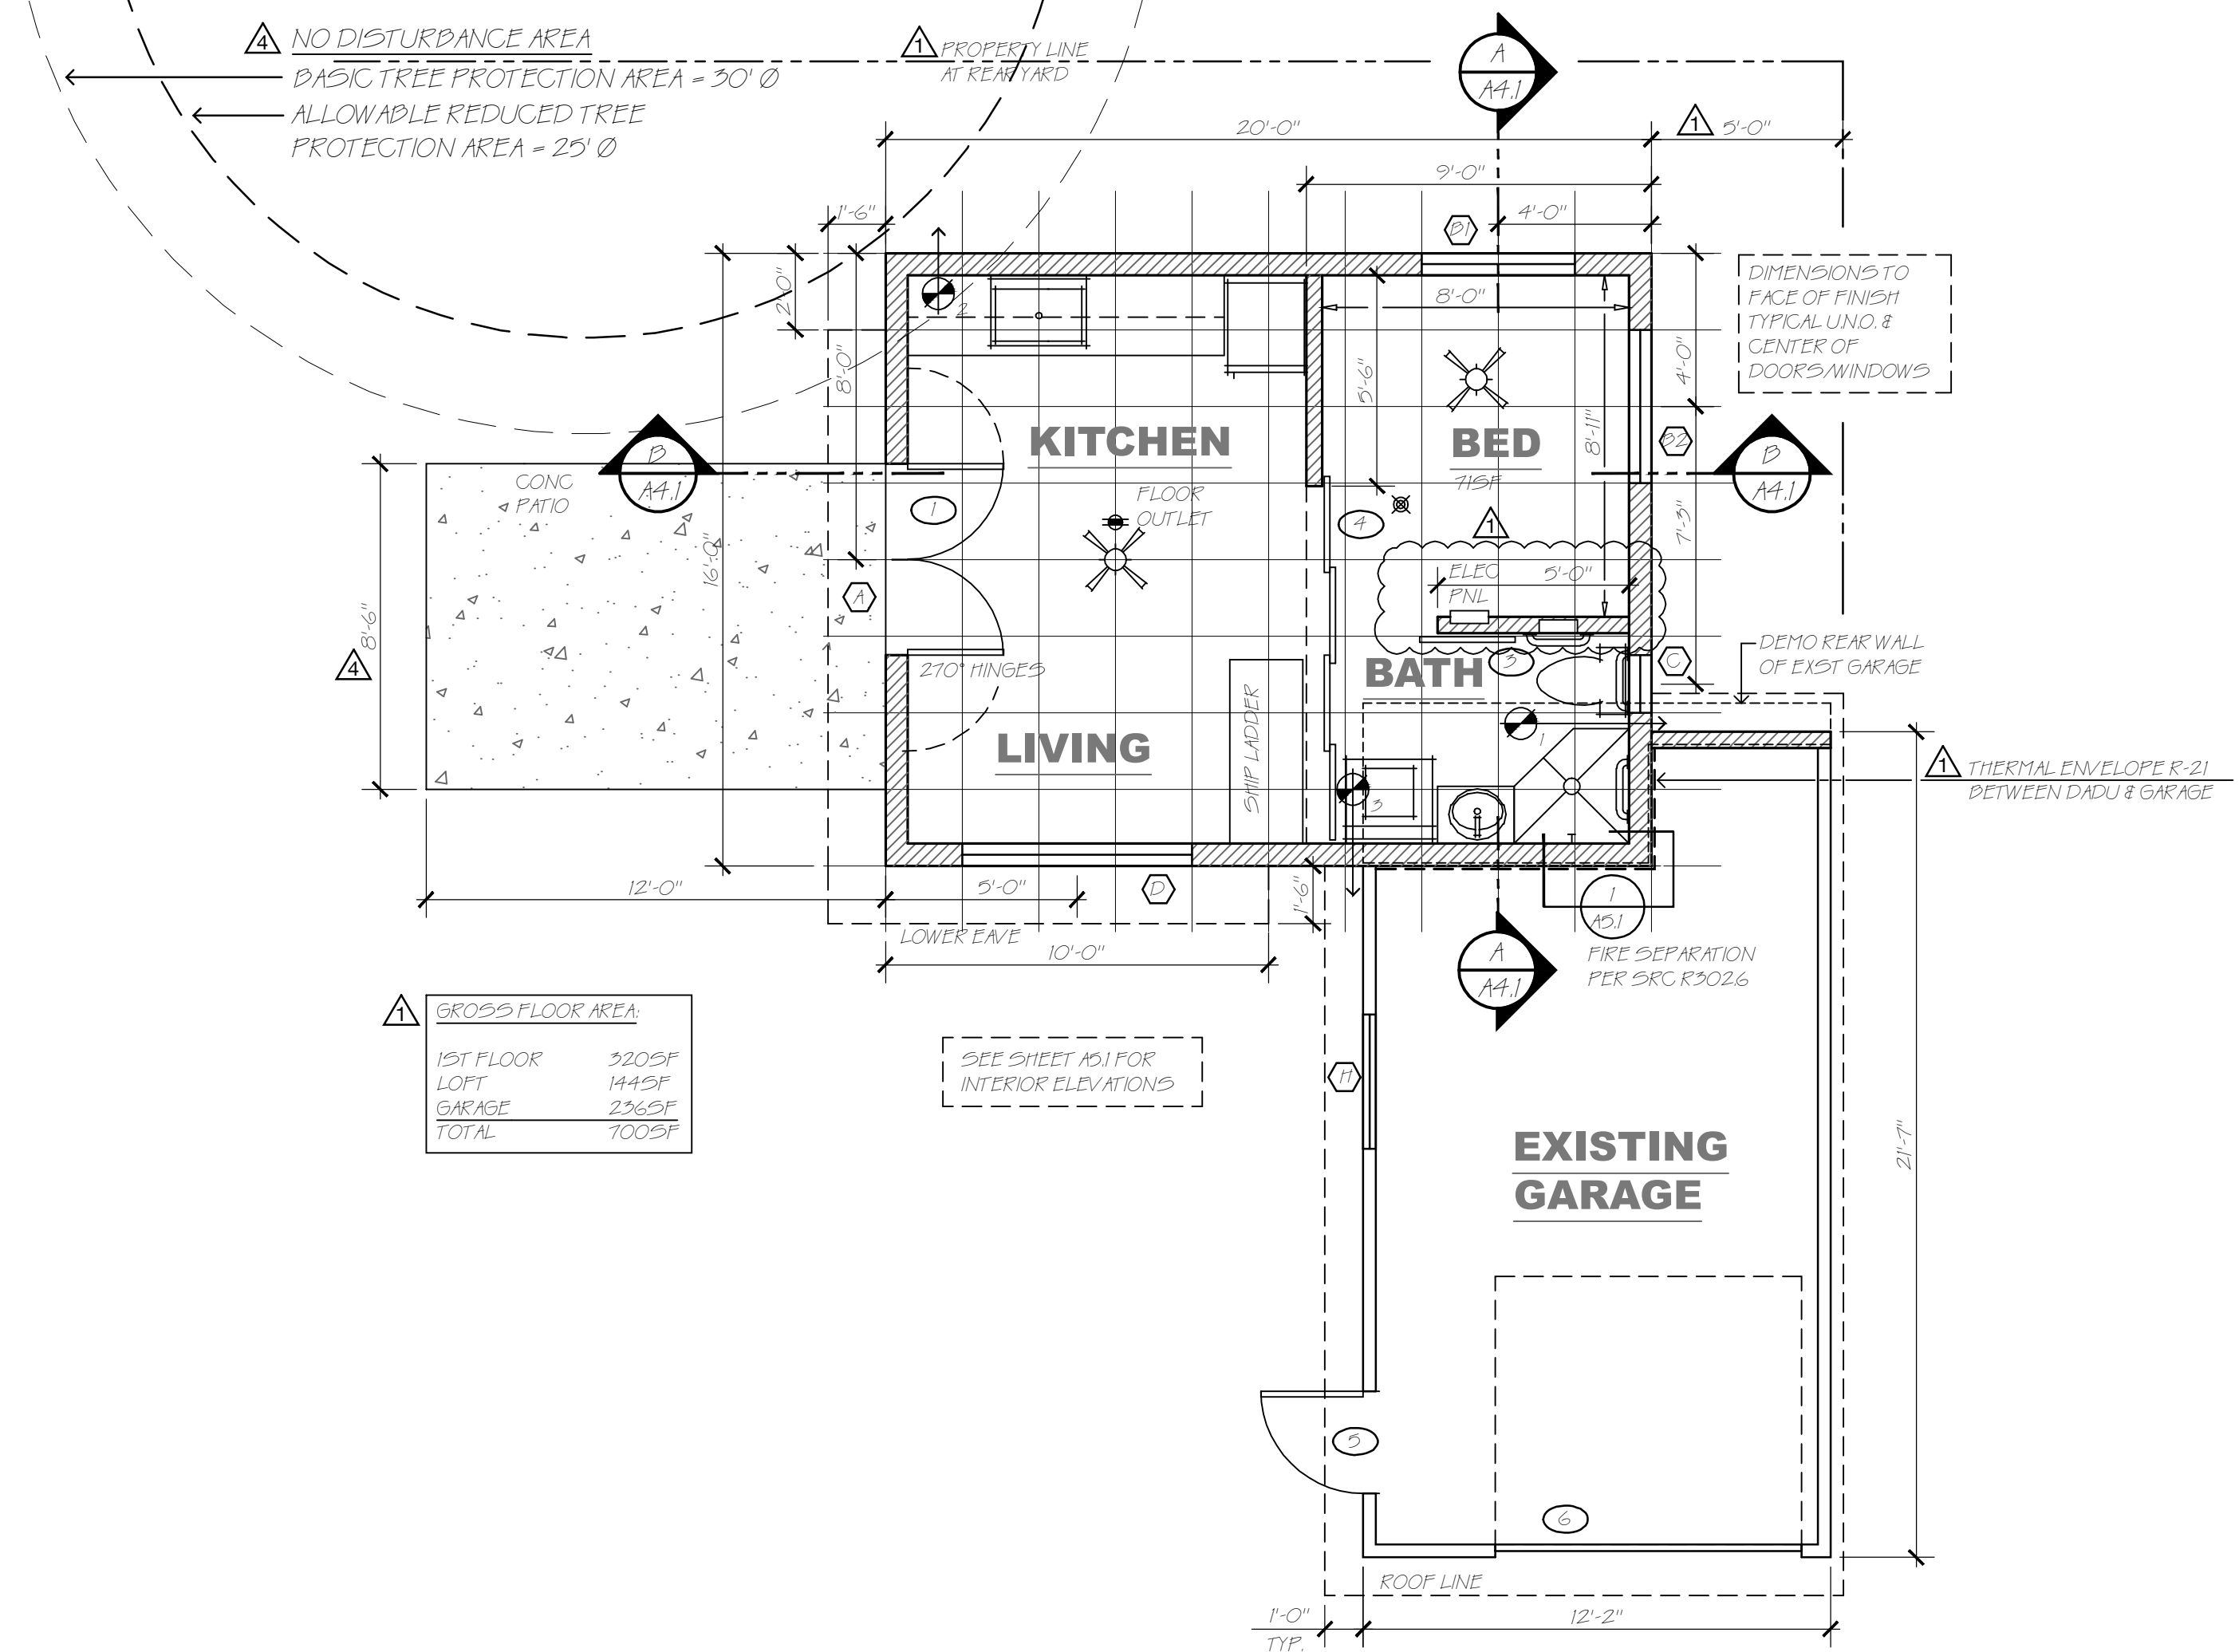 4 NO DISTURBANCE AREA
BASIC TREE PROTECTION AREA = 30' Ø
ALLOWABLE REDUCED TREE
PROTECTION AREA = 25' Ø
1 PROPERTY LINE
AT REAR YARD
A
A4.1
20'-0"
1 5'-0"
9'-0"
1'-6"
4'-0"
B1
2'-0"
8'-0"
2
8'-0"
5'-6"
8'-11"
4'-0"
DIMENSIONS TO
FACE OF FINISH
TYPICAL U.N.O. &
CENTER OF
DOORS/WINDOWS
KITCHEN
BED
71SF
B2
B
A4.1
B
A4.1
CONC
PATIO
1
FLOOR
OUTLET
4
1
7'-3"
16'-0"
A
ELEC
PNL
5'-0"
8'-6"
4
270° HINGES
BATH
3
C
DEMO REAR WALL
OF EXST GARAGE
LIVING
SHIP LADDER
1
3
1 THERMAL ENVELOPE R-21
BETWEEN DADU & GARAGE
21'-7"
12'-0"
5'-0"
D
1'-6"
1
A5.1
LOWER EAVE
10'-0"
A
A4.1
FIRE SEPARATION
PER SRC R302.6
1
GROSS FLOOR AREA:
1ST FLOOR 320SF
LOFT 144SF
GARAGE 236SF
TOTAL 700SF
SEE SHEET A5.1 FOR
INTERIOR ELEVATIONS
H
EXISTING
GARAGE
5
6
ROOF LINE
1'-0"
TYP.
12'-2"